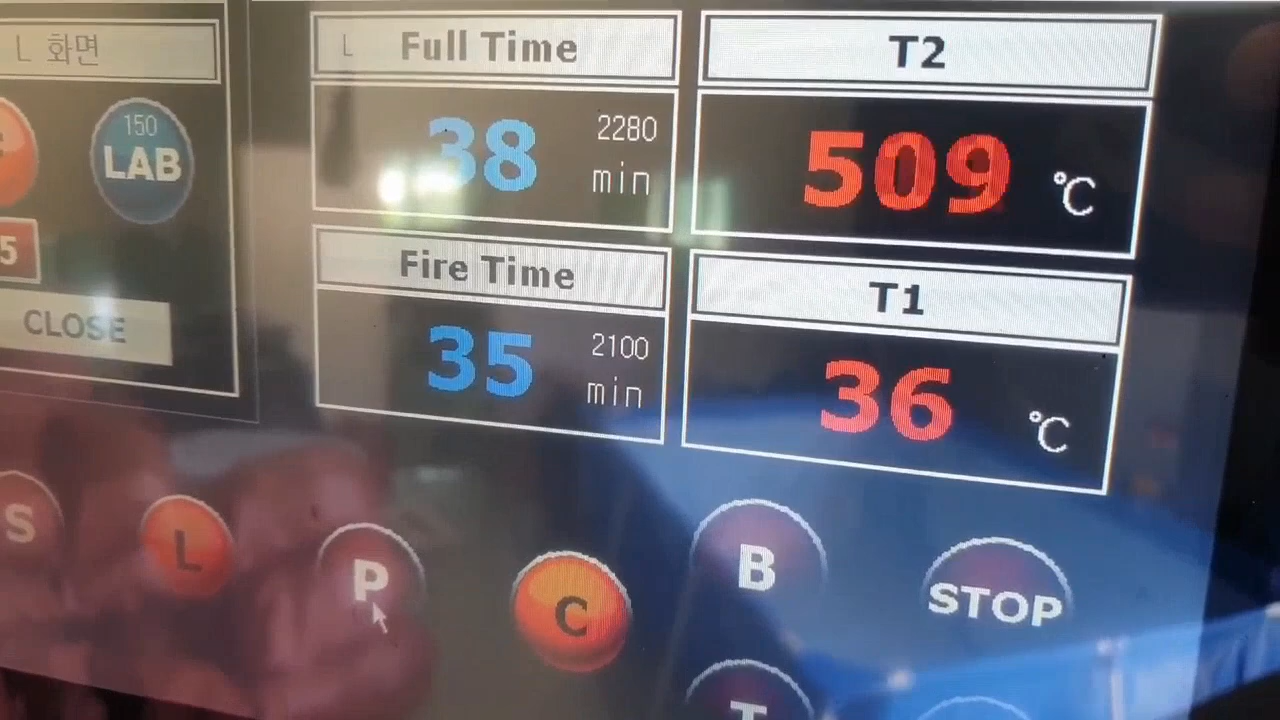 L 화면
150
LAB
5
CLOSE
L Full Time
38
2280
min
T2
509 ℃
Fire Time
35
2100
min
T1
36 ℃
S
L
P
C
B
STOP
T